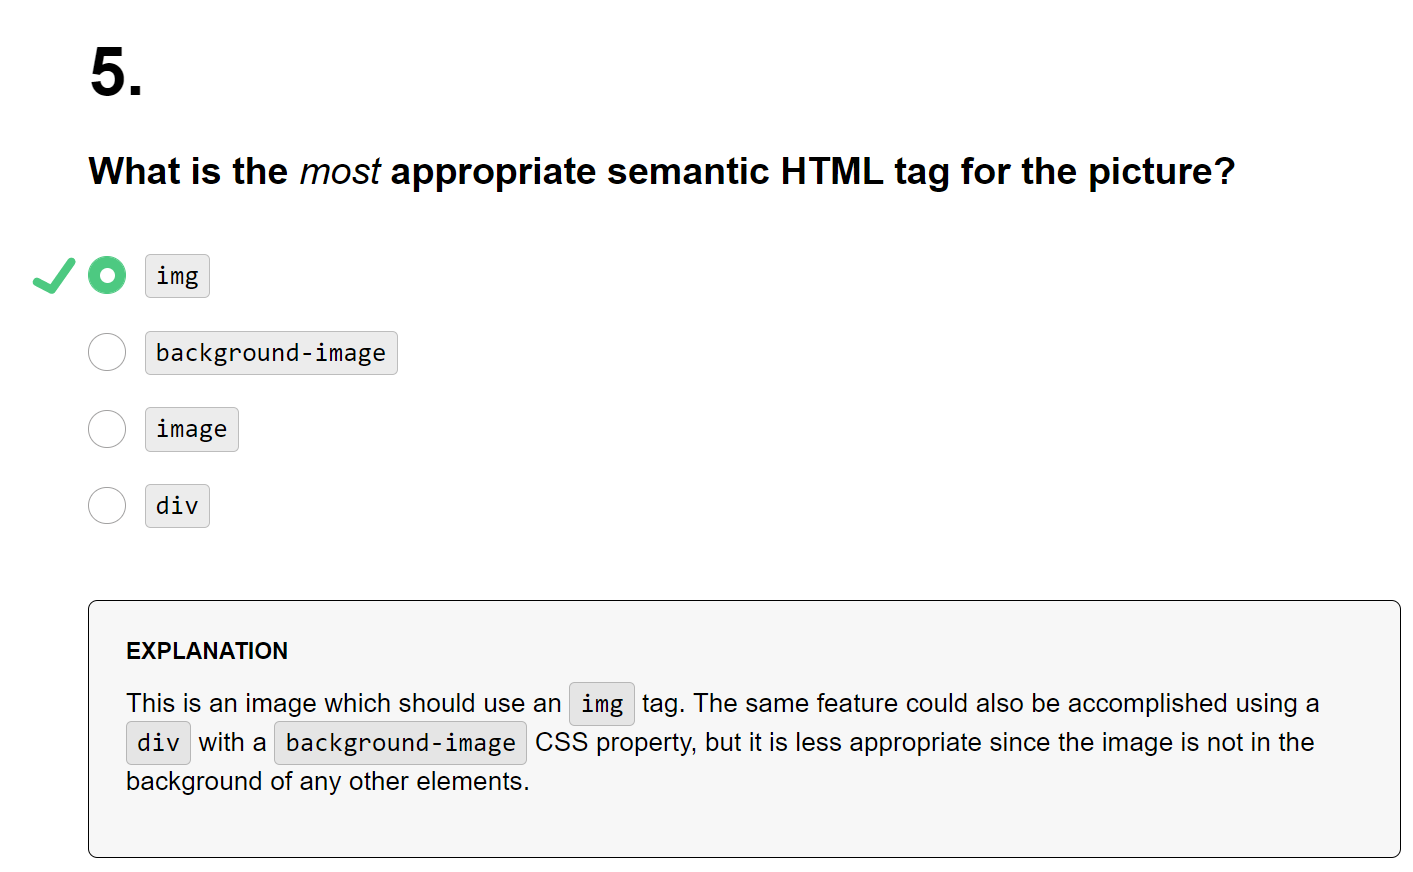 5.
What is the most appropriate semantic HTML tag for the picture?
img
background-image
image
div
EXPLANATION
This is an image which should use an img tag. The same feature could also be accomplished using a
div with a background-image CSS property, but it is less appropriate since the image is not in the
background of any other elements.